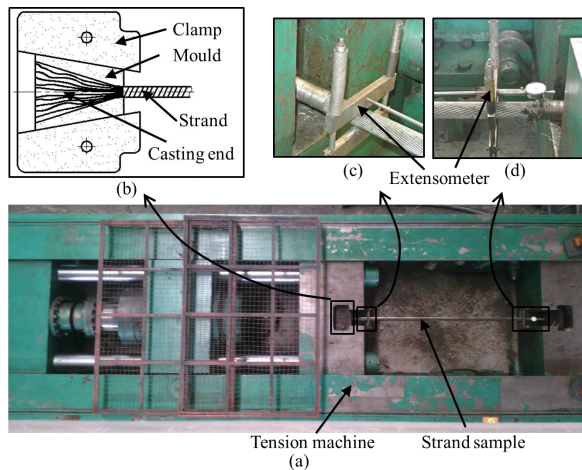 Clamp
Mould
Strand
Casting end
(b)
(c)
(d)
Extensometer
Tension machine
Strand sample
(a)